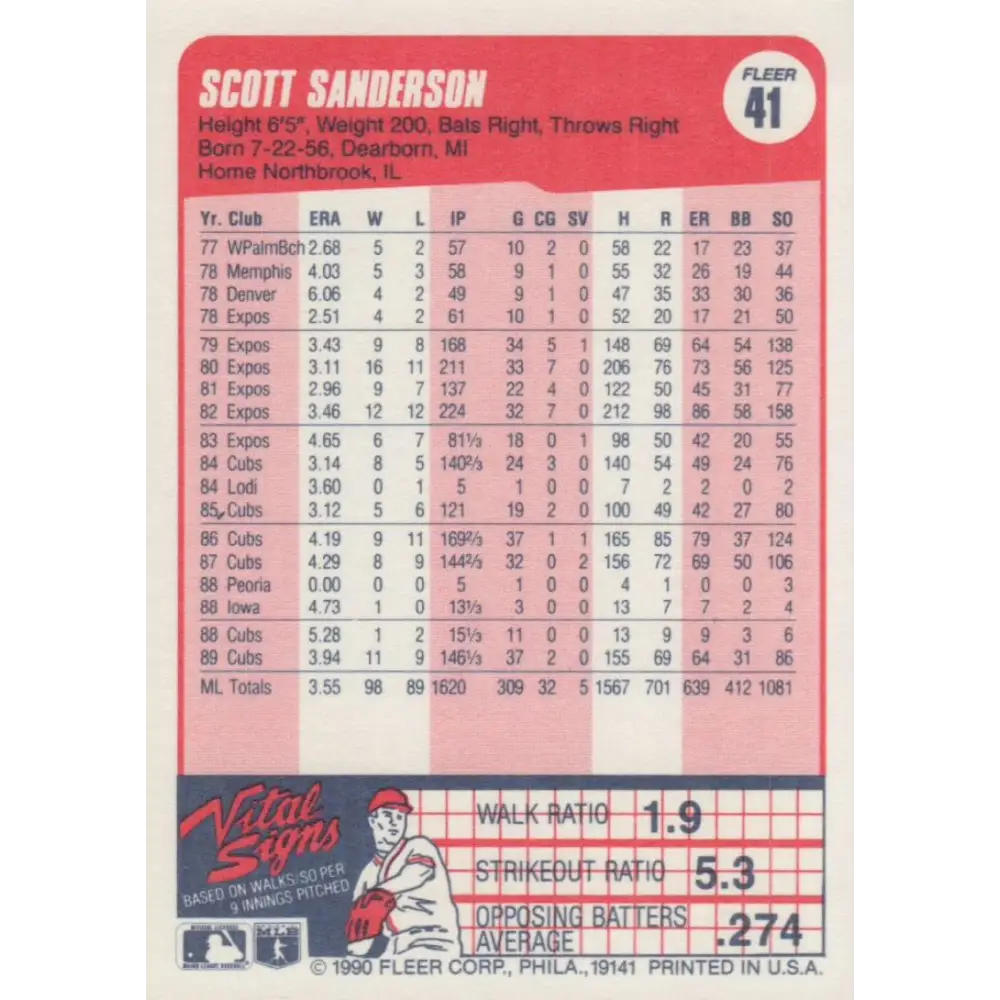 SCOTT SANDERSON
FLEER
41
Height 6'5", Weight 200, Bats Right, Throws Right
Born 7-22-56, Dearborn, MI
Home Northbrook, IL
Yr. Club ERA W L IP G CG SV H R ER BB SO
77 WPalmBch 2.68 5 2 57 10 2 0 58 22 17 23 37
78 Memphis 4.03 5 3 58 9 1 0 55 32 26 19 44
78 Denver 6.06 4 2 49 9 1 0 47 35 33 30 36
78 Expos 2.51 4 2 61 10 1 0 52 20 17 21 50
79 Expos 3.43 9 8 168 34 5 1 148 69 64 54 138
80 Expos 3.11 16 11 211 33 7 0 206 76 73 56 125
81 Expos 2.96 9 7 137 22 4 0 122 50 45 31 77
82 Expos 3.46 12 12 224 32 7 0 212 98 86 58 158
83 Expos 4.65 6 7 81⅓ 18 0 1 98 50 42 20 55
84 Cubs 3.14 8 5 140⅔ 24 3 0 140 54 49 24 76
84 Lodi 3.60 0 1 5 1 0 0 7 2 2 0 2
85 Cubs 3.12 5 6 121 19 2 0 100 49 42 27 80
86 Cubs 4.19 9 11 169⅔ 37 1 1 165 85 79 37 124
87 Cubs 4.29 8 9 144⅔ 32 0 2 156 72 69 50 106
88 Peoria 0.00 0 0 5 1 0 0 4 1 0 0 3
88 Iowa 4.73 1 0 13⅓ 3 0 0 13 7 7 2 4
88 Cubs 5.28 1 2 15⅓ 11 0 0 13 9 9 3 6
89 Cubs 3.94 11 9 146⅓ 37 2 0 155 69 64 31 86
ML Totals 3.55 98 89 1620 309 32 5 1567 701 639 412 1081
Vital
Signs
BASED ON WALKS/SO PER
9 INNINGS PITCHED
WALK RATIO 1.9
STRIKEOUT RATIO 5.3
OPPOSING BATTERS
AVERAGE .274
MLB
© 1990 FLEER CORP., PHILA., 19141 PRINTED IN U.S.A.